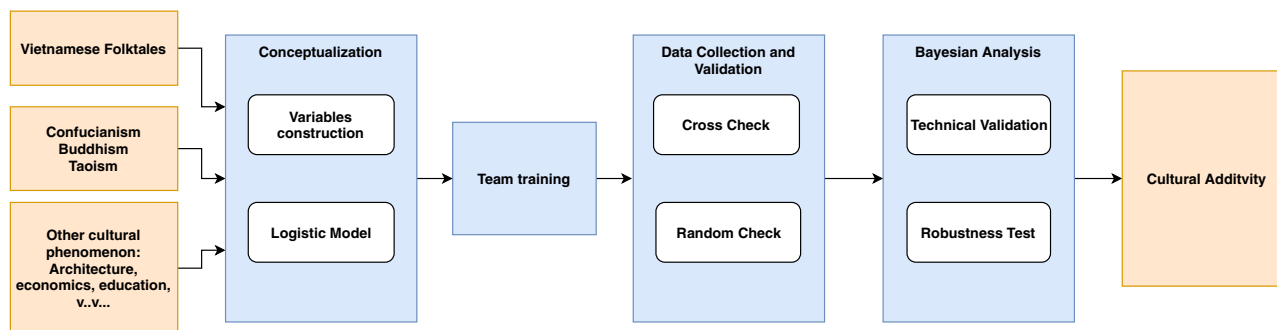 Vietnamese Folktales
Confucianism
Buddhism
Taoism
Other cultural
phenomenon:
Architecture,
economics, education,
v..v...
Conceptualization
Variables
construction
Logistic Model
Team training
Data Collection and
Validation
Cross Check
Random Check
Bayesian Analysis
Technical Validation
Robustness Test
Cultural Additvity